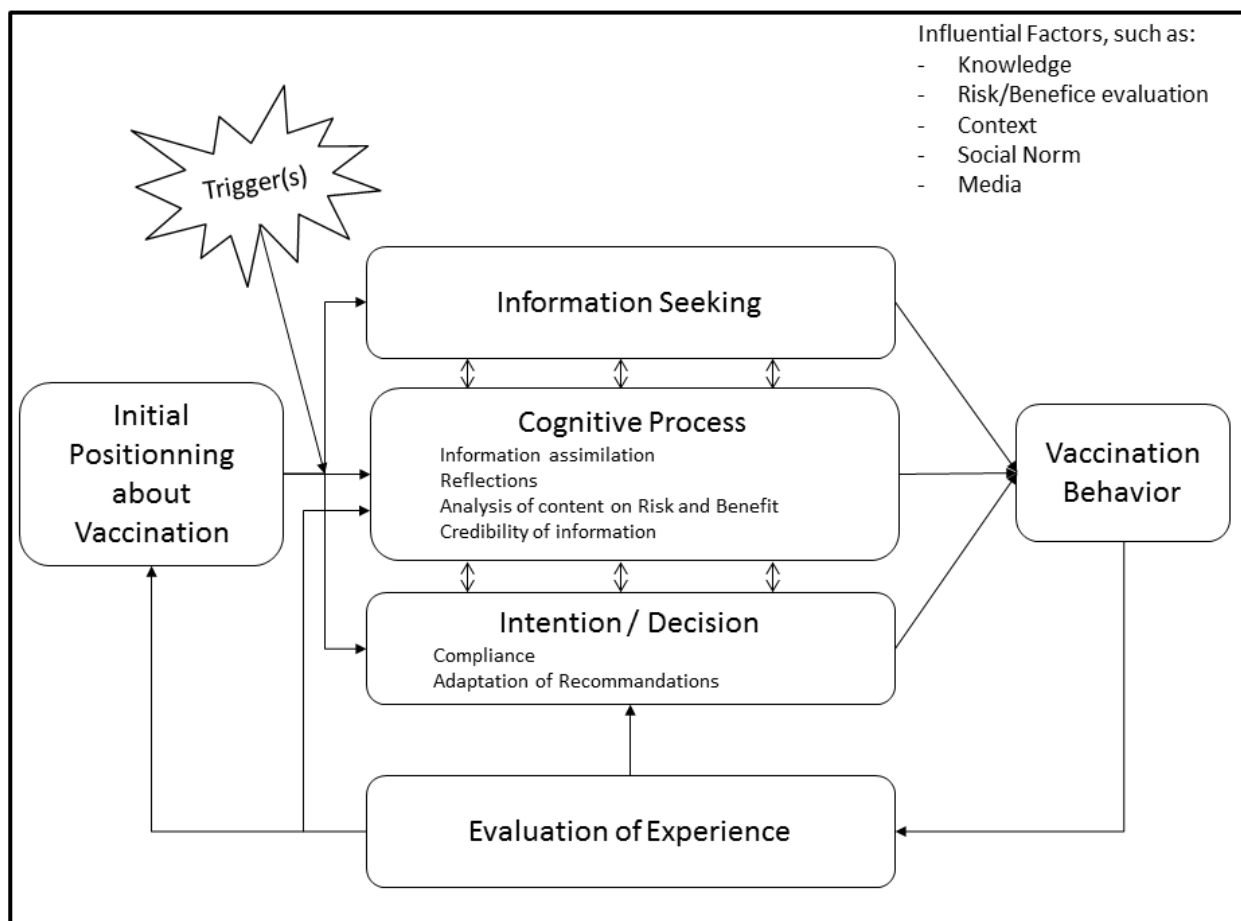 Influential Factors, such as:
- Knowledge
- Risk/Benefice evaluation
- Context
- Social Norm
- Media
Trigger(s)
Information Seeking
Initial
Positionning
about
Vaccination
Cognitive Process
Information assimilation
Reflections
Analysis of content on Risk and Benefit
Credibility of information
Vaccination
Behavior
Intention / Decision
Compliance
Adaptation of Recommandations
Evaluation of Experience